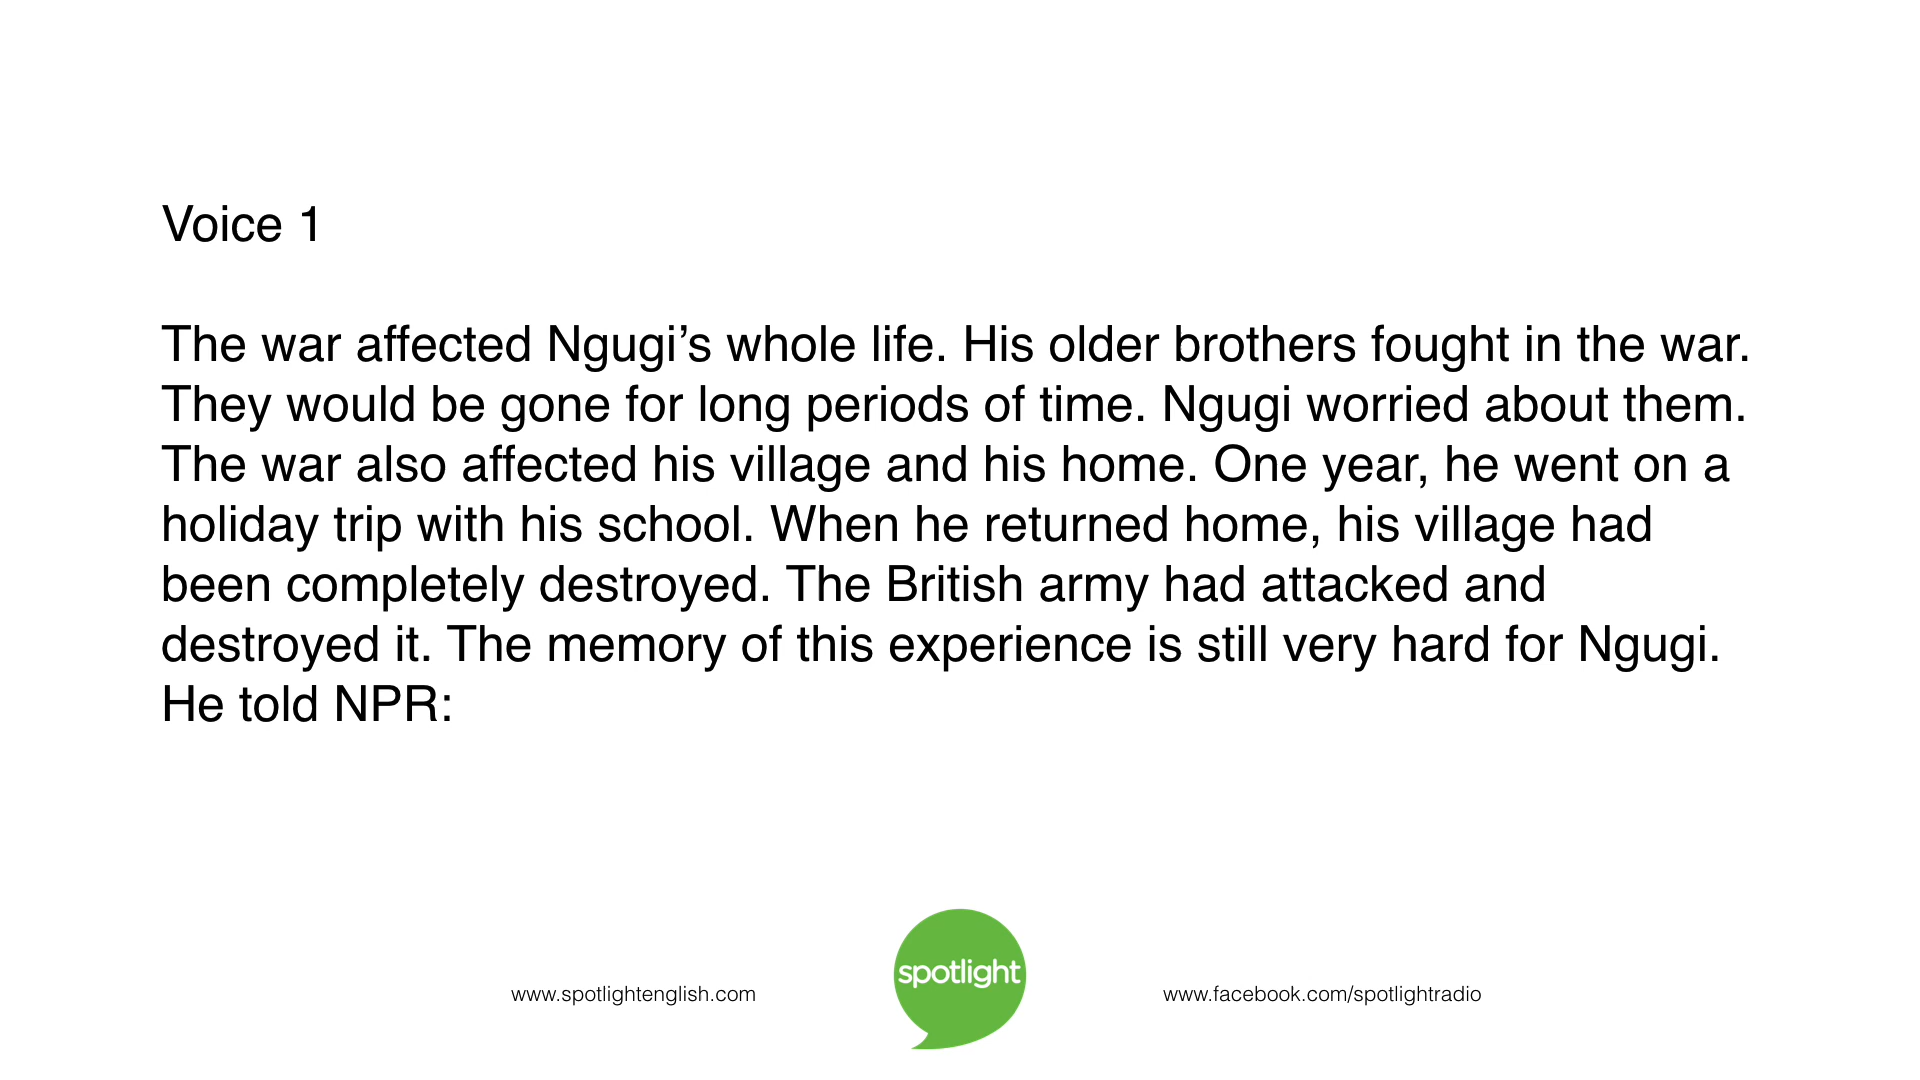 Voice 1
The war affected Ngugi’s whole life. His older brothers fought in the war.
They would be gone for long periods of time. Ngugi worried about them.
The war also affected his village and his home. One year, he went on a
holiday trip with his school. When he returned home, his village had
been completely destroyed. The British army had attacked and
destroyed it. The memory of this experience is still very hard for Ngugi.
He told NPR:
spotlight
www.spotlightenglish.com
www.facebook.com/spotlightradio